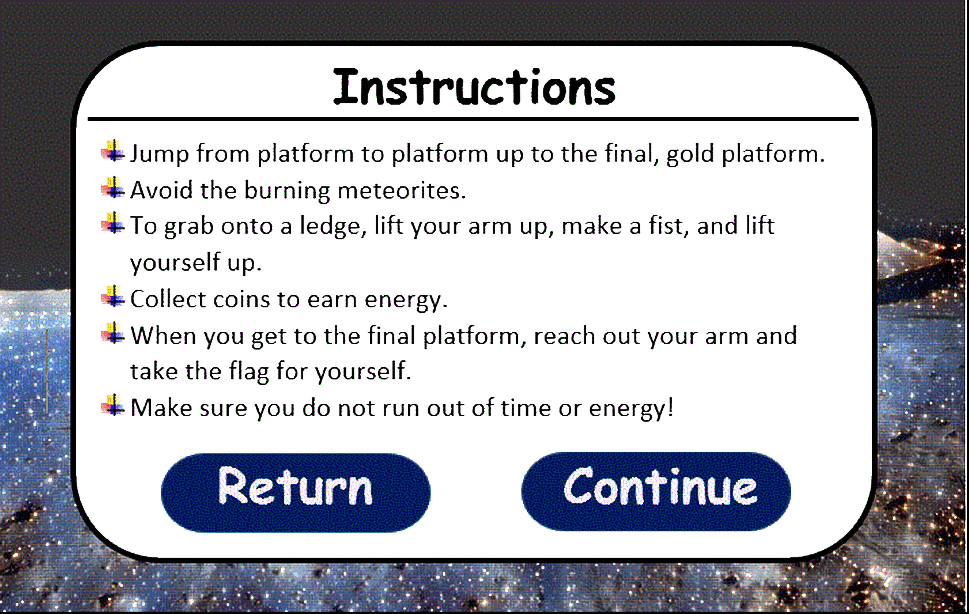 Instructions
Jump from platform to platform up to the final, gold platform.
Avoid the burning meteorites.
To grab onto a ledge, lift your arm up, make a fist, and lift
yourself up.
Collect coins to earn energy.
When you get to the final platform, reach out your arm and
take the flag for yourself.
Make sure you do not run out of time or energy!
Return
Continue